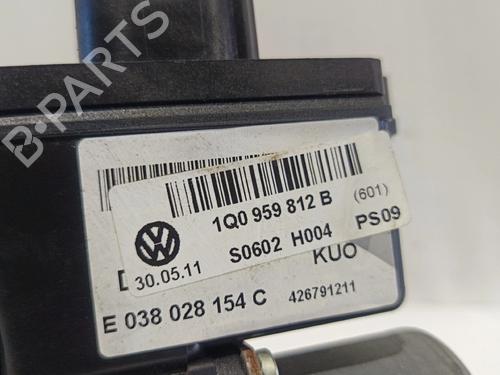 B-PARTS
1Q0 959 812 B
(601)
30.05.11
S0602 H004 PS09
KUO
E 038 028 154 C
426791211